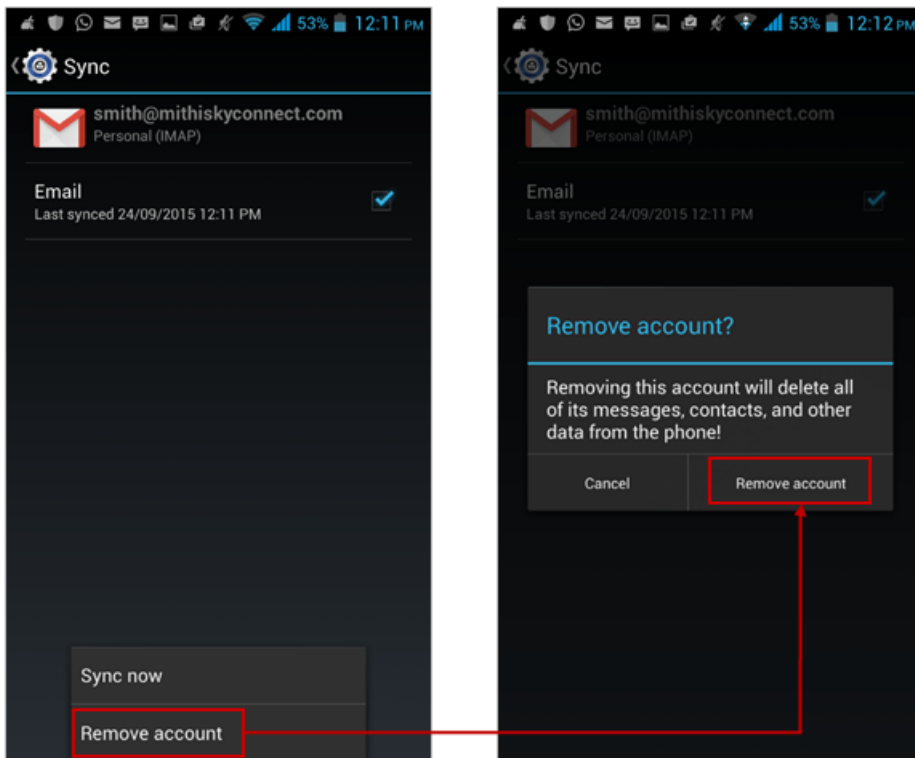 53% 12:11 PM
Sync
smith@mithiskyconnect.com
Personal (IMAP)
Email
Last synced 24/09/2015 12:11 PM
Sync now
Remove account
53% 12:12 PM
Sync
smith@mithiskyconnect.com
Personal (IMAP)
Email
Last synced 24/09/2015 12:11 PM
Remove account?
Removing this account will delete all
of its messages, contacts, and other
data from the phone!
Cancel Remove account